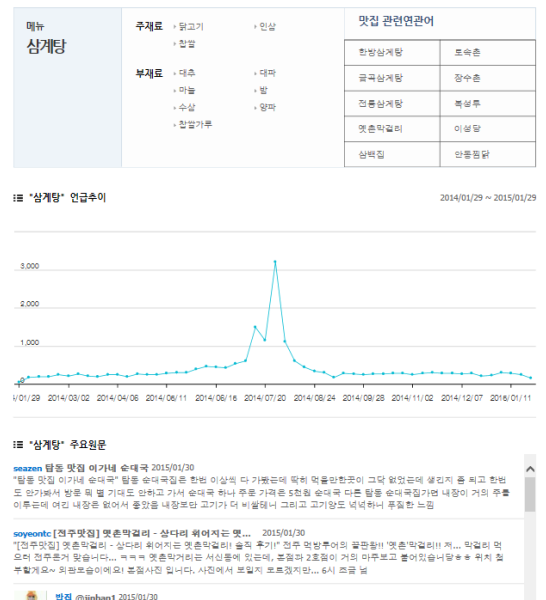 메뉴
삼계탕
주재료
닭고기
인삼
찹쌀
부재료
대추
대파
마늘
밤
수삼
양파
찹쌀가루
맛집 관련연관어
한방삼계탕
토속촌
궁곡삼계탕
장수촌
전통삼계탕
복성루
옛촌막걸리
이성당
삼백집
안동찜닭
"삼계탕" 언급추이
2014/01/29 ~ 2015/01/29
3,000
2,000
1,000
0
4/01/29 2014/03/02 2014/04/06 2014/06/11 2014/06/16 2014/07/20 2014/08/24 2014/09/28 2014/11/02 2014/12/07 2016/01/11
"삼계탕" 주요원문
seazen 탑동 맛집 이가네 순대국 2015/01/30
"탑동 맛집 이가네 순대국" 탑동 순대국집은 한번 이상씩 다 가봤는데 딱히 먹을만한곳이 그닥 없었는데 생긴지 좀 되고 한번
도 안가봐서 방문 뭐 별 기대도 안하고 가서 순대국 하나 주문 가격은 5천원 순대국 다른 탑동 순대국집가면 내장이 거의 주를
이루는데 여긴 내장은 없어서 좋았음 내장보단 고기가 더 비쌀텐니 그리고 고기양도 넉넉하니 푸짐한 느낌
soyeontc [전주맛집] 옛촌막걸리 - 상다리 휘어지는 옛... 2015/01/30
"[전주맛집] 옛촌막걸리 - 상다리 휘어지는 옛촌막걸리! 솔직 후기!" 전주 먹방투어의 끝판왕!! '옛촌'막걸리!! 저... 막걸리 먹
으러 전주온거 맞습니다... ㅋㅋㅋ 옛촌막거리는 서신동에 있는데, 본점과 2호점이 거의 마주보고 붙어있습니당ㅎㅎ 위치 첨
부할게요~ 외관모습이에요! 본점사진 입니다. 사진에서 보일지 모르겠지만... 6시 즈음 넘
밥집 @jinhan1 2015/01/30